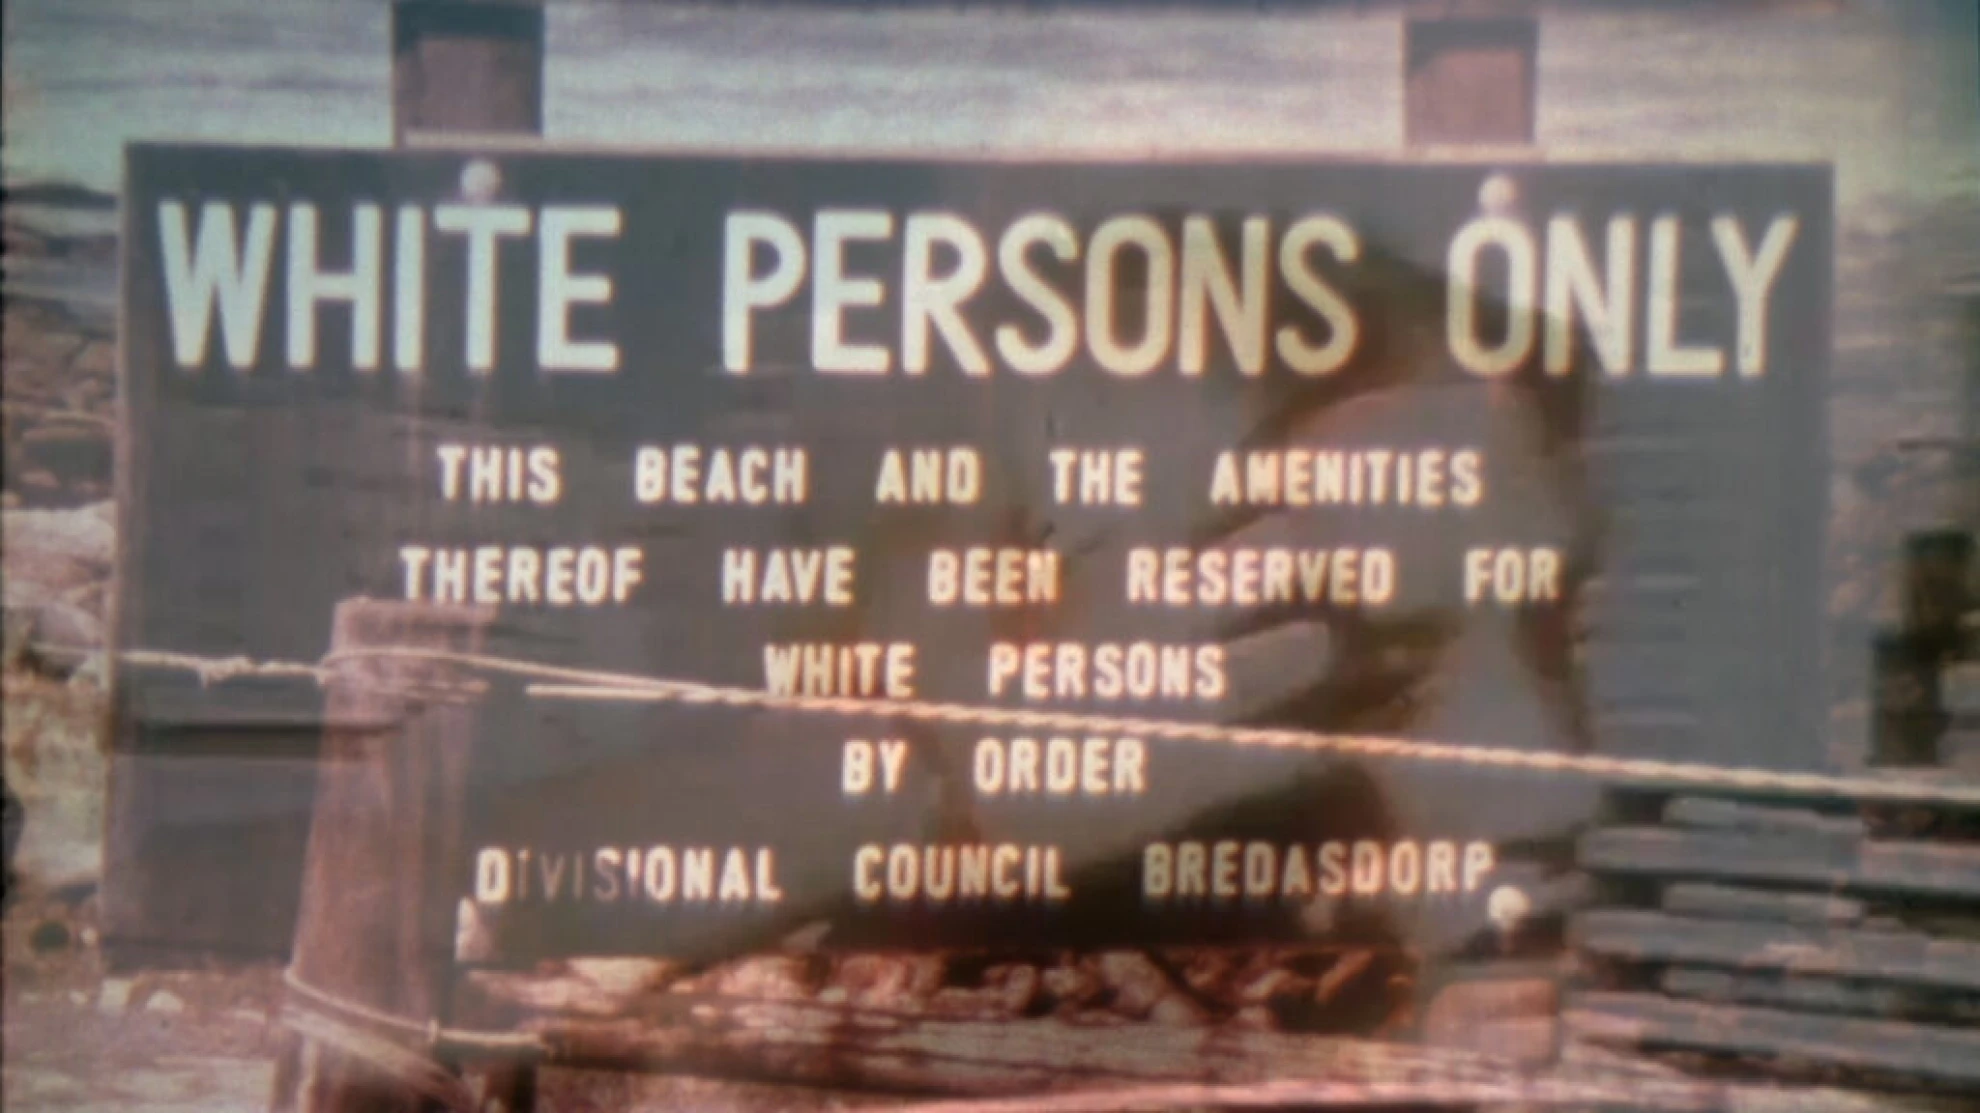 WHITE PERSONS ONLY
THIS BEACH AND THE AMENITIES
THEREOF HAVE BEEN RESERVED FOR
WHITE PERSONS
BY ORDER
DIVISIONAL COUNCIL BREDASDORP